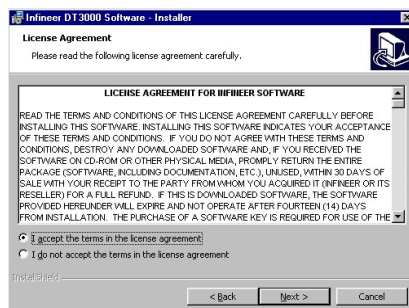 Infineer DT3000 Software - Installer
License Agreement
Please read the following license agreement carefully.
LICENSE AGREEMENT FOR INFINEER SOFTWARE
READ THE TERMS AND CONDITIONS OF THIS LICENSE AGREEMENT CAREFULLY BEFORE
INSTALLING THIS SOFTWARE. INSTALLING THIS SOFTWARE INDICATES YOUR ACCEPTANCE
OF THESE TERMS AND CONDITIONS. IF YOU DO NOT AGREE WITH THESE TERMS AND
CONDITIONS, DESTROY ANY DOWNLOADED SOFTWARE AND, IF YOU RECEIVED THE
SOFTWARE ON CD-ROM OR OTHER PHYSICAL MEDIA, PROMPLY RETURN THE ENTIRE
PACKAGE (SOFTWARE, INCLUDING DOCUMENTATION, ETC.), UNUSED, WITHIN 30 DAYS OF
SALE WITH YOUR RECEIPT TO THE PARTY FROM WHOM YOU ACQUIRED IT (INFINEER OR ITS
RESELLER) FOR A FULL REFUND. IF THIS IS DOWNLOADED SOFTWARE, THE SOFTWARE
PROVIDED HEREUNDER WILL EXPIRE AND NOT OPERATE AFTER FOURTEEN (14) DAYS
FROM INSTALLATION. THE PURCHASE OF A SOFTWARE KEY IS REQUIRED FOR USE OF THE
I accept the terms in the license agreement
I do not accept the terms in the license agreement
InstallShield
< Back
Next >
Cancel